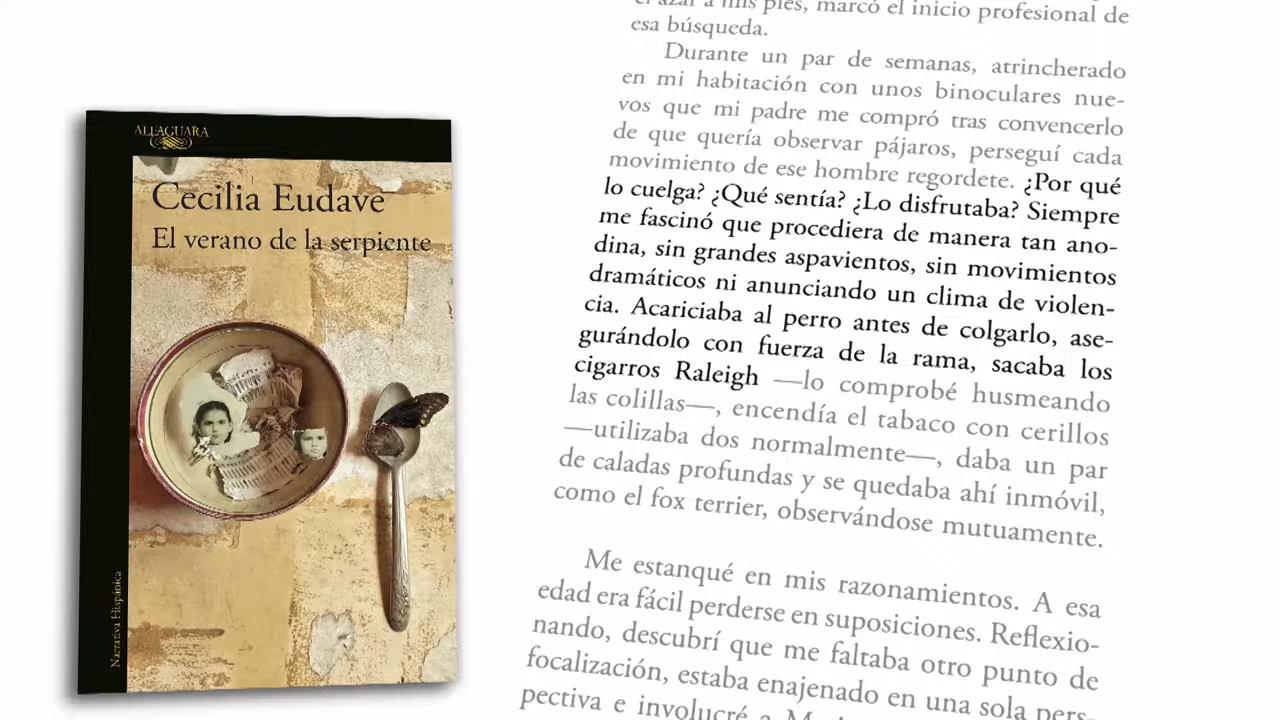 ALFAGUARA
Cecilia Eudave
El verano de la serpiente
Narrativa Hispánica
el azar a mis pies, marcó el inicio profesional de
esa búsqueda.
Durante un par de semanas, atrincherado
en mi habitación con unos binoculares nue-
vos que mi padre me compró tras convencerlo
de que quería observar pájaros, perseguí cada
movimiento de ese hombre regordete. ¿Por qué
lo cuelga? ¿Qué sentía? ¿Lo disfrutaba? Siempre
me fascinó que procediera de manera tan ano-
dina, sin grandes aspavientos, sin movimientos
dramáticos ni anunciando un clima de violen-
cia. Acariciaba al perro antes de colgarlo, ase-
gurándolo con fuerza de la rama, sacaba los
cigarros Raleigh —lo comprobé husmeando
las colillas—, encendía el tabaco con cerillos
—utilizaba dos normalmente—, daba un par
de caladas profundas y se quedaba ahí inmóvil,
como el fox terrier, observándose mutuamente.
Me estanqué en mis razonamientos. A esa
edad era fácil perderse en suposiciones. Reflexio-
nando, descubrí que me faltaba otro punto de
focalización, estaba enajenado en una sola pers-
pectiva e involucré a